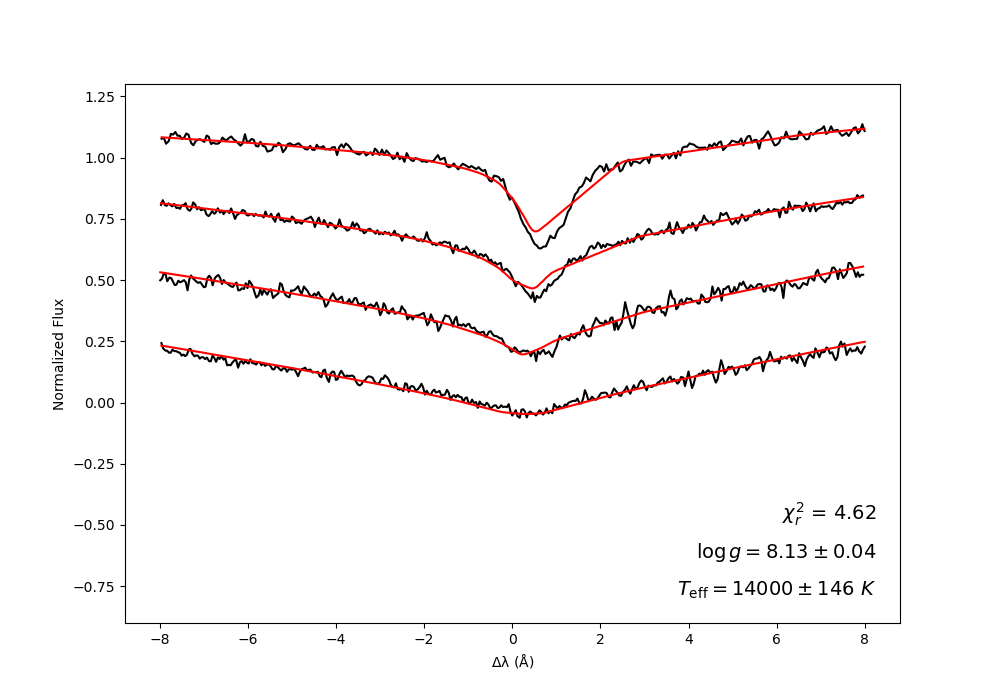 1.25
1.00
0.75
0.50
0.25
0.00
−0.25
−0.50
−0.75
Normalized Flux
χ²ᵣ = 4.62
log g = 8.13 ± 0.04
T_eff = 14000 ± 146 K
−8 −6 −4 −2 0 2 4 6 8
Δλ (Å)